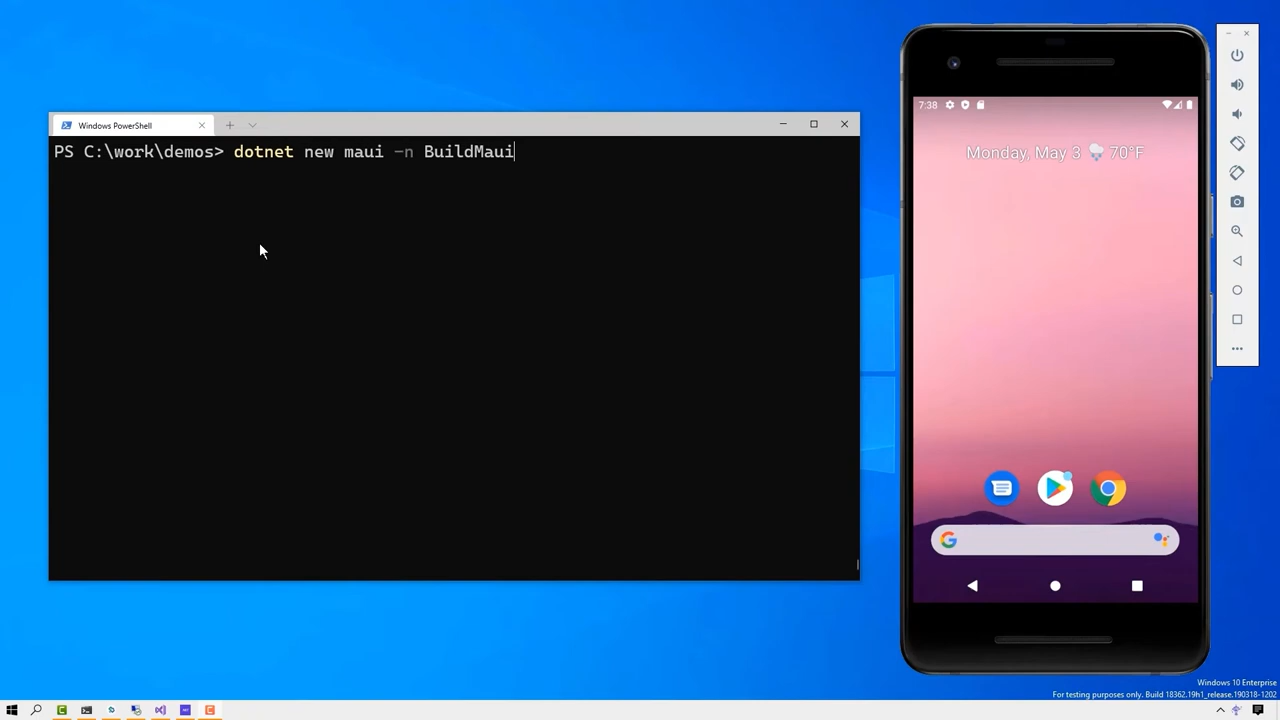 Windows PowerShell
PS C:\work\demos> dotnet new maui -n BuildMaui
7:38
Monday, May 3 70°F
Windows 10 Enterprise
For testing purposes only. Build 18362.19h1_release.190318-1202